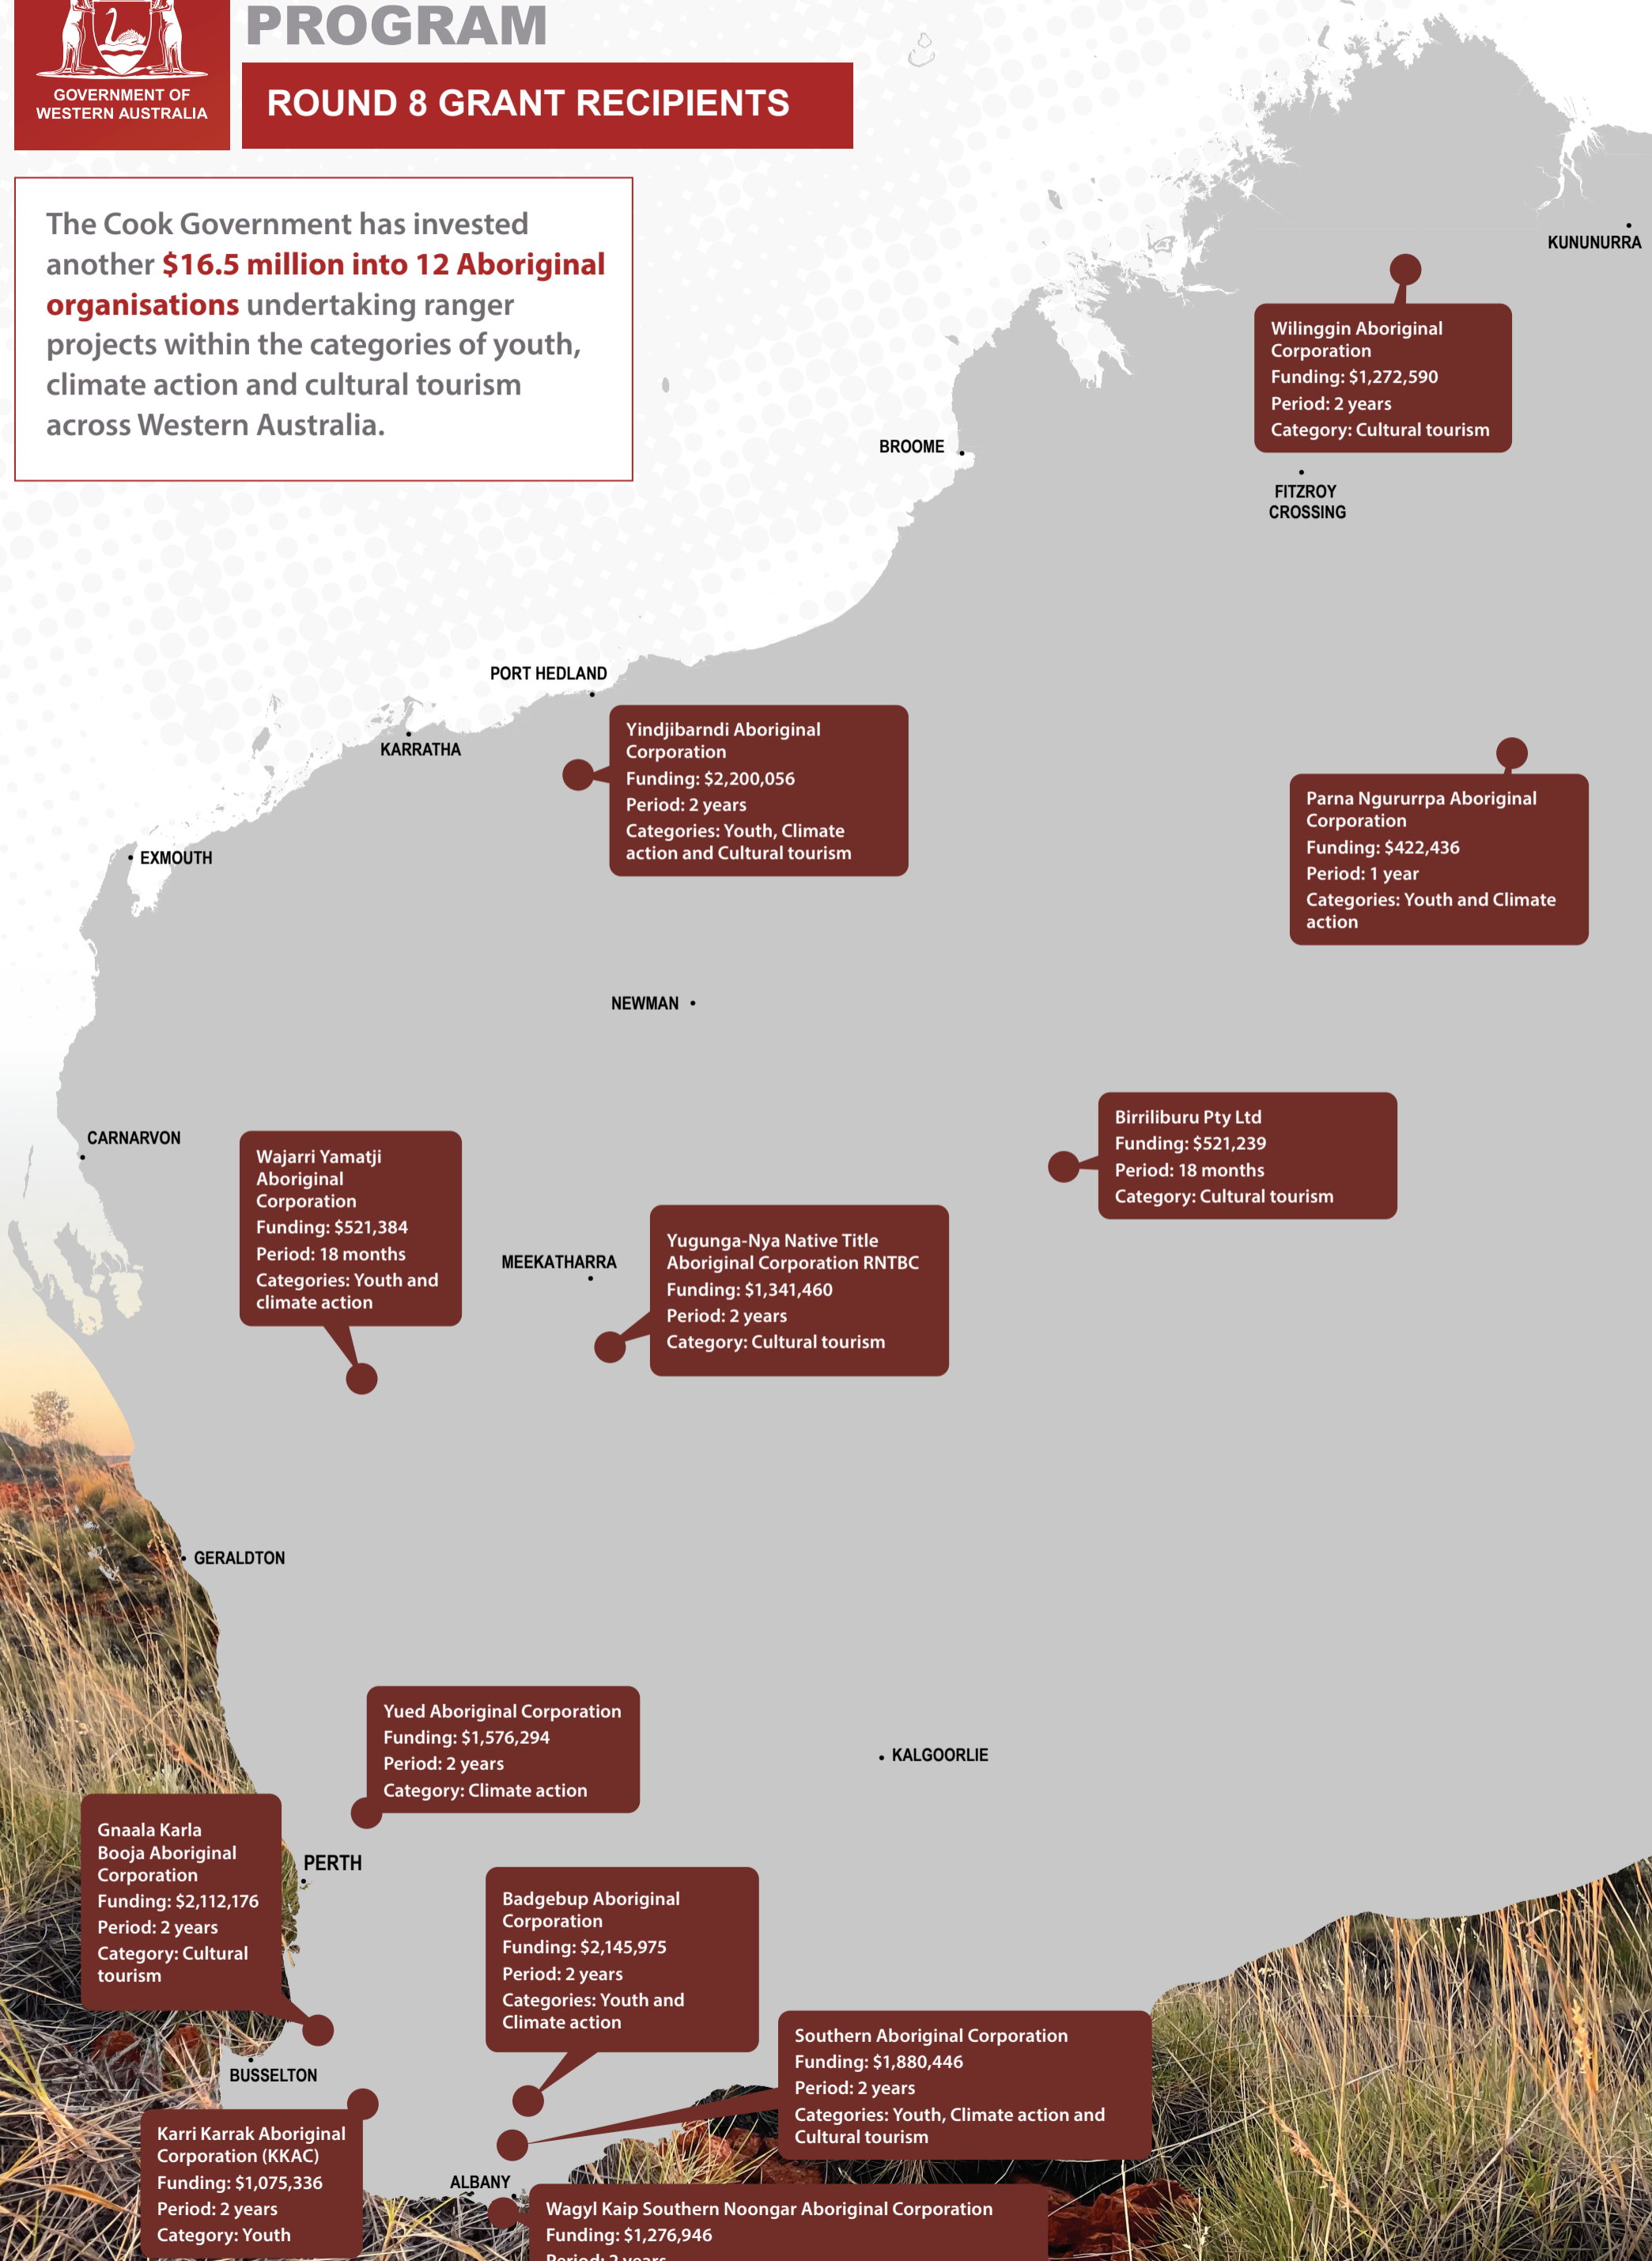 PROGRAM
GOVERNMENT OF
WESTERN AUSTRALIA
ROUND 8 GRANT RECIPIENTS
The Cook Government has invested
another $16.5 million into 12 Aboriginal
organisations undertaking ranger
projects within the categories of youth,
climate action and cultural tourism
across Western Australia.
KUNUNURRA
Wilinggin Aboriginal
Corporation
Funding: $1,272,590
Period: 2 years
Category: Cultural tourism
BROOME
FITZROY
CROSSING
PORT HEDLAND
KARRATHA
Yindjibarndi Aboriginal
Corporation
Funding: $2,200,056
Period: 2 years
Categories: Youth, Climate
action and Cultural tourism
Parna Ngururrpa Aboriginal
Corporation
Funding: $422,436
Period: 1 year
Categories: Youth and Climate
action
EXMOUTH
NEWMAN
CARNARVON
Birriliburu Pty Ltd
Funding: $521,239
Period: 18 months
Category: Cultural tourism
Wajarri Yamatji
Aboriginal
Corporation
Funding: $521,384
Period: 18 months
Categories: Youth and
climate action
MEEKATHARRA
Yugunga-Nya Native Title
Aboriginal Corporation RNTBC
Funding: $1,341,460
Period: 2 years
Category: Cultural tourism
GERALDTON
Yued Aboriginal Corporation
Funding: $1,576,294
Period: 2 years
Category: Climate action
KALGOORLIE
Gnaala Karla
Booja Aboriginal
Corporation
Funding: $2,112,176
Period: 2 years
Category: Cultural
tourism
PERTH
Badgebup Aboriginal
Corporation
Funding: $2,145,975
Period: 2 years
Categories: Youth and
Climate action
Southern Aboriginal Corporation
Funding: $1,880,446
Period: 2 years
Categories: Youth, Climate action and
Cultural tourism
BUSSELTON
Karri Karrak Aboriginal
Corporation (KKAC)
Funding: $1,075,336
Period: 2 years
Category: Youth
ALBANY
Wagyl Kaip Southern Noongar Aboriginal Corporation
Funding: $1,276,946
Period: 2 years